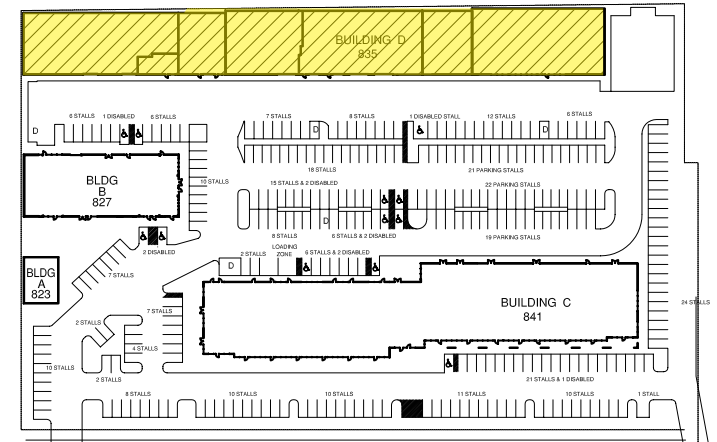 BUILDING D
835
6 STALLS
1 DISABLED
6 STALLS
7 STALLS
8 STALLS
1 DISABLED STALL
12 STALLS
6 STALLS
D
D
D
BLDG
B
827
10 STALLS
18 STALLS
21 PARKING STALLS
15 STALLS & 2 DISABLED
22 PARKING STALLS
D
8 STALLS
6 STALLS & 2 DISABLED
19 PARKING STALLS
2 DISABLED
LOADING
ZONE
2 STALLS
6 STALLS & 2 DISABLED
D
BLDG
A
823
7 STALLS
7 STALLS
BUILDING C
841
24 STALLS
2 STALLS
4 STALLS
10 STALLS
2 STALLS
21 STALLS & 1 DISABLED
8 STALLS
10 STALLS
10 STALLS
11 STALLS
10 STALLS
1 STALL